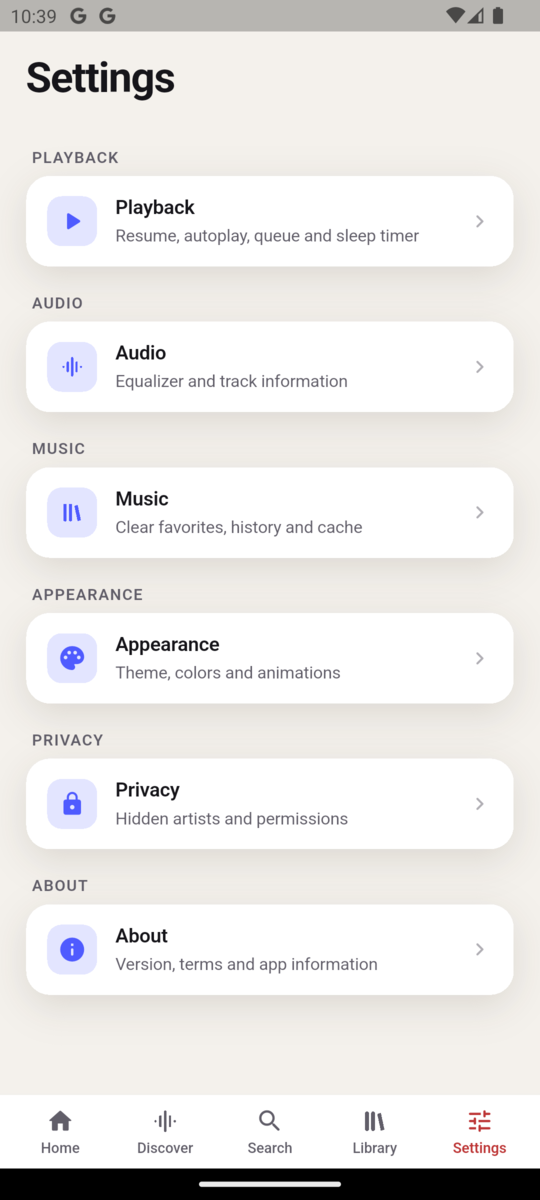 10:39
Settings
PLAYBACK
Playback
Resume, autoplay, queue and sleep timer
AUDIO
Audio
Equalizer and track information
MUSIC
Music
Clear favorites, history and cache
APPEARANCE
Appearance
Theme, colors and animations
PRIVACY
Privacy
Hidden artists and permissions
ABOUT
About
Version, terms and app information
Home Discover Search Library Settings